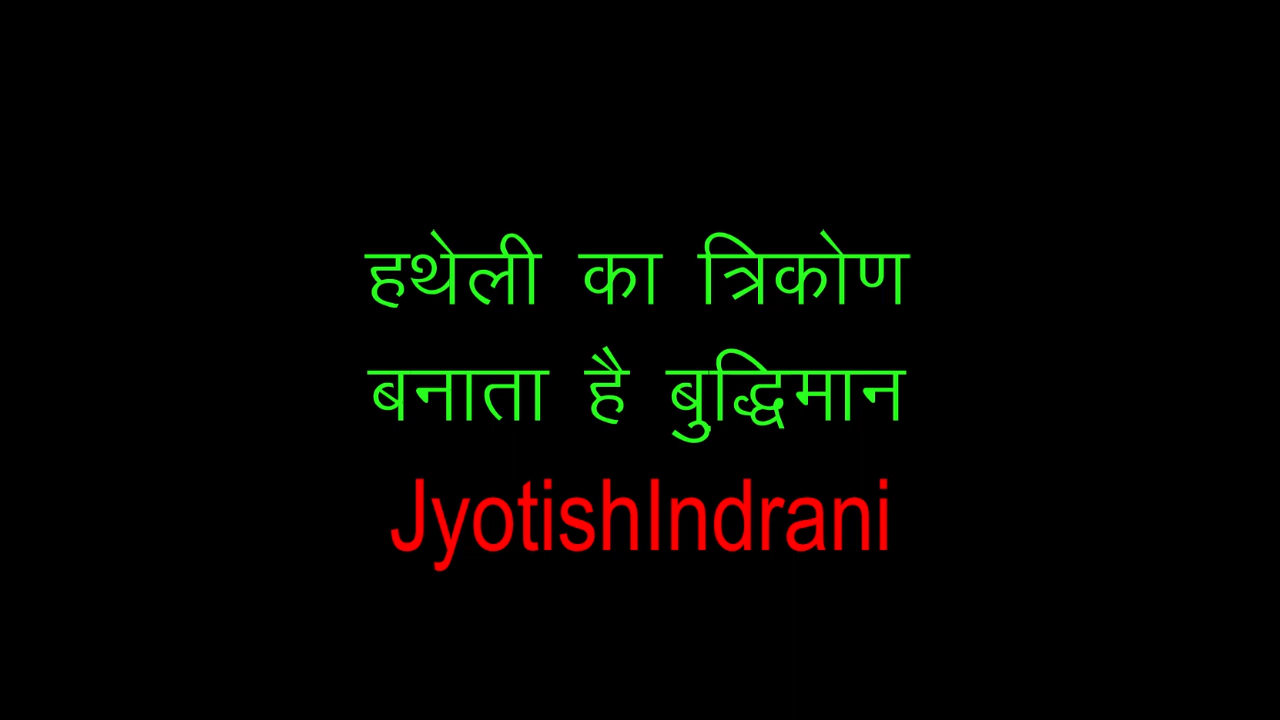 हथेली का त्रिकोण
बनाता है बुद्धिमान
JyotishIndrani